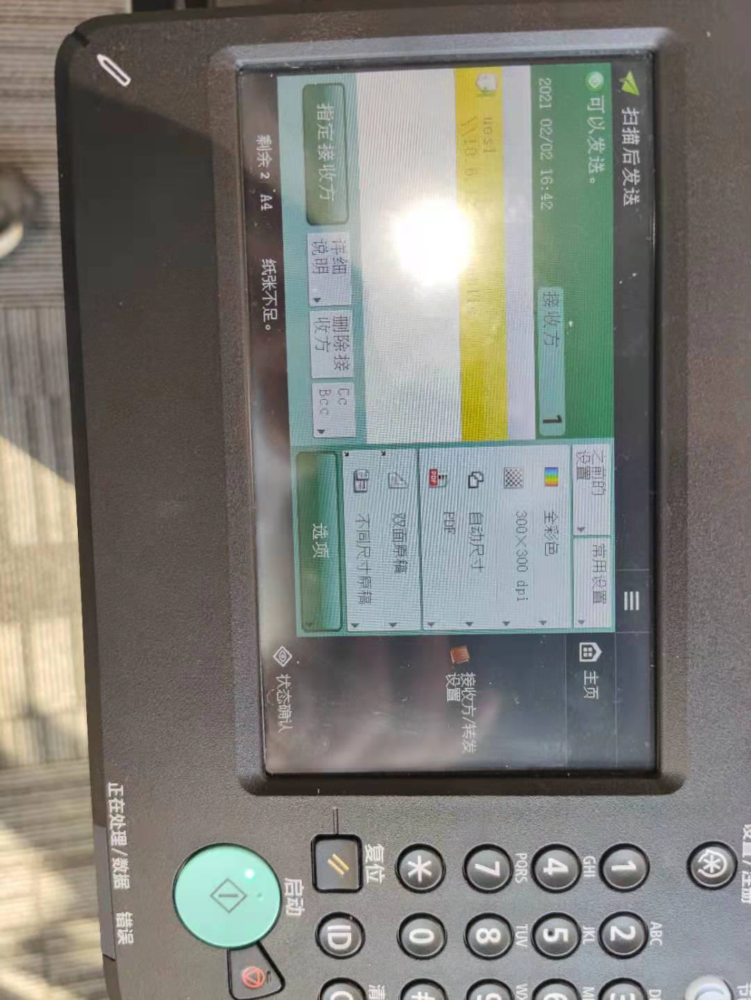 扫描后发送
可以发送。
2021 02/02 16:42
接收方 1
uos1
指定接收方
详细
说明
删除接
收方
Cc
Bcc
之前的
设置
常用设置
全彩色
300×300 dpi
自动尺寸
PDF
PDF
双面原稿
不同尺寸原稿
选项
剩余 2 A4 纸张不足。
主页
接收方/转发
设置
状态确认
设置/注册
1
ABC
2
GHI
4
JKL
5
PQRS
7
TUV
8
*
0
#
复位
ID
启动
正在处理/数据
错误